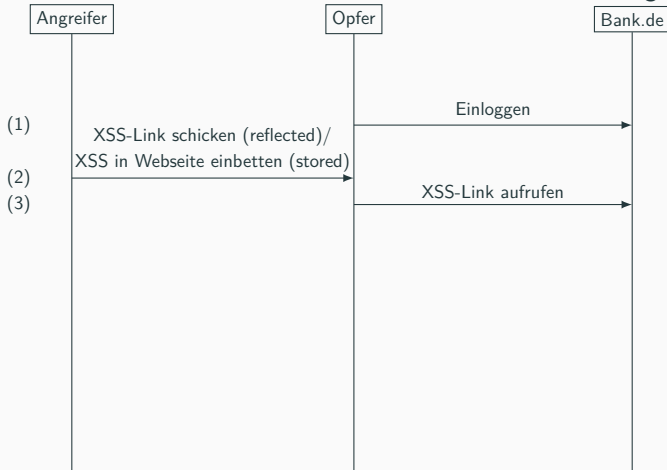 Angreifer
Opfer
Bank.de
(1)
Einloggen
XSS-Link schicken (reflected)/
XSS in Webseite einbetten (stored)
(2)
(3)
XSS-Link aufrufen